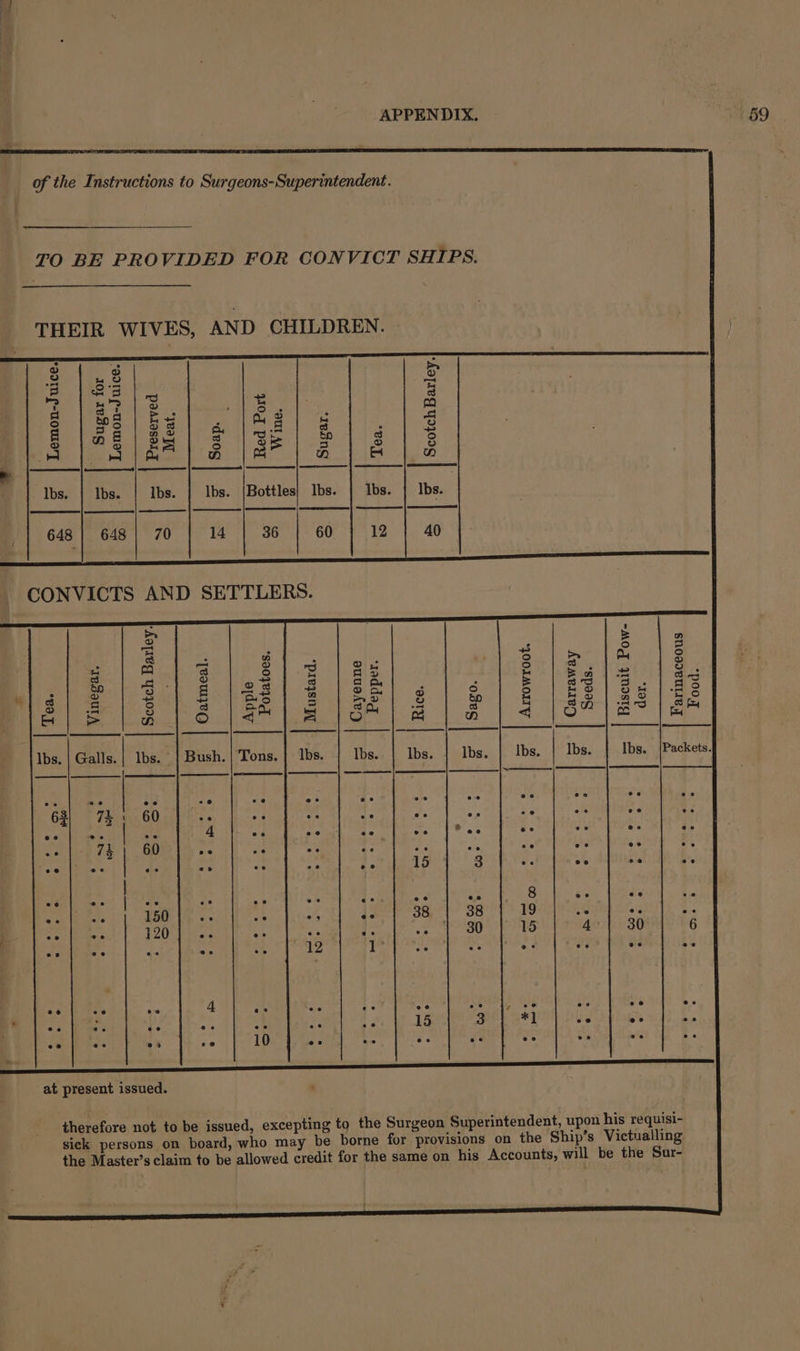 APPENDIX. 59
of the Instructions to Surgeons-Superintendent.
TO BE PROVIDED FOR CONVICT SHIPS.
THEIR WIVES, AND CHILDREN.
Lemon-Juice. | Sugar for Lemon-Juice. | Preserved Meat. | Soap. | Red Port Wine. | Sugar. | Tea. | Scotch Barley.
lbs. | lbs. | lbs. | lbs. | Bottles | lbs. | lbs. | lbs.
648 | 648 | 70 | 14 | 36 | 60 | 12 | 40
CONVICTS AND SETTLERS.
Tea. | Vinegar. | Scotch Barley. | Oatmeal. | Apple Potatoes. | Mustard. | Cayenne Pepper. | Rice. | Sago. | Arrowroot. | Carraway Seeds. | Biscuit Pow-der. | Farinaceous Food.
lbs. | Galls. | lbs. | Bush. | Tons. | lbs. | lbs. | lbs. | lbs. | lbs. | lbs. | lbs. | Packets.
.. | .. | .. | .. | .. | .. | .. | .. | .. | .. | .. | .. | ..
6¾ | 7½ | 60 | .. | .. | .. | .. | .. | .. | .. | .. | .. | ..
.. | .. | .. | 4 | .. | .. | .. | .. | .. | .. | .. | .. | ..
.. | 7½ | 60 | .. | .. | .. | .. | .. | .. | .. | .. | .. | ..
.. | .. | .. | .. | .. | .. | .. | 15 | 3 | .. | .. | .. | ..
.. | .. | .. | .. | .. | .. | .. | .. | .. | 8 | .. | .. | ..
.. | .. | 150 | .. | .. | .. | .. | 38 | 38 | 19 | .. | .. | ..
.. | .. | 120 | .. | .. | .. | .. | .. | 30 | 15 | 4 | 30 | 6
.. | .. | .. | .. | .. | 12 | 1 | .. | .. | .. | .. | .. | ..
.. | .. | .. | 4 | .. | .. | .. | .. | .. | .. | .. | .. | ..
.. | .. | .. | .. | .. | .. | .. | 15 | 3 | *1 | .. | .. | ..
.. | .. | .. | .. | 10 | .. | .. | .. | .. | .. | .. | .. | ..
at present issued.
therefore not to be issued, excepting to the Surgeon Superintendent, upon his requisi-
sick persons on board, who may be borne for provisions on the Ship's Victualling
the Master's claim to be allowed credit for the same on his Accounts, will be the Sur-